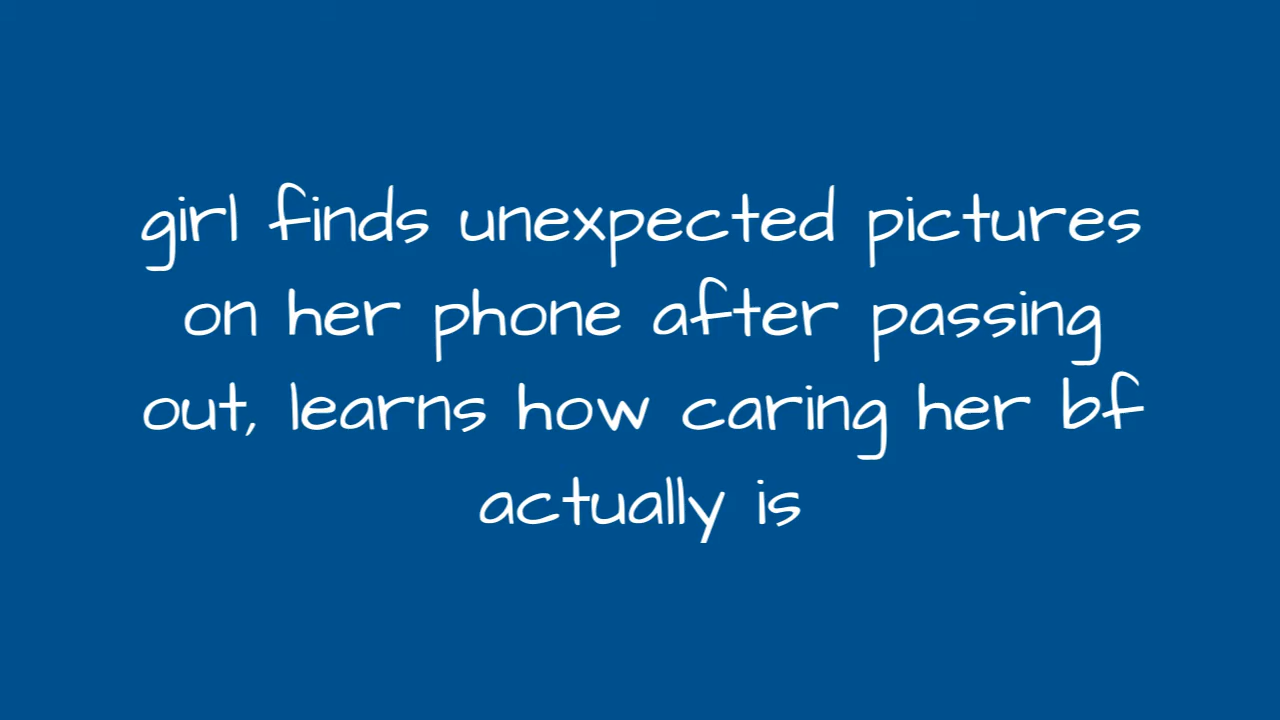 girl finds unexpected pictures
on her phone after passing
out, learns how caring her bf
actually is